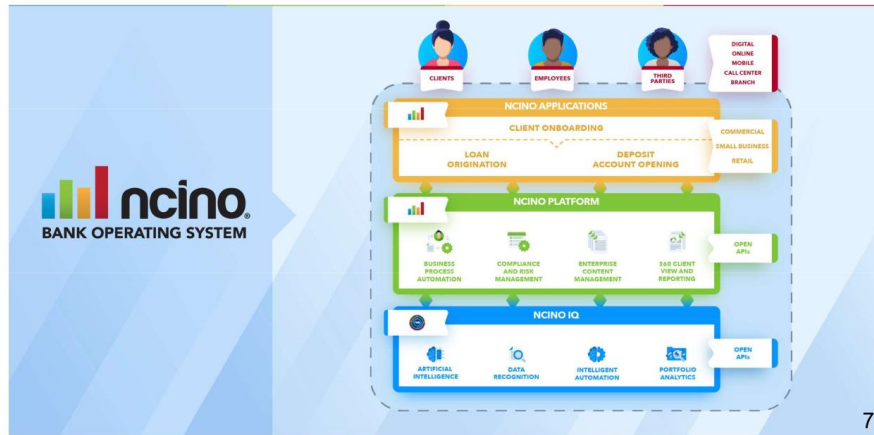 CLIENTS
EMPLOYEES
THIRD
PARTIES
DIGITAL
ONLINE
MOBILE
CALL CENTER
BRANCH
NCINO APPLICATIONS
CLIENT ONBOARDING
LOAN
ORIGINATION
DEPOSIT
ACCOUNT OPENING
COMMERCIAL
SMALL BUSINESS
RETAIL
ncino.
BANK OPERATING SYSTEM
NCINO PLATFORM
BUSINESS
PROCESS
AUTOMATION
COMPLIANCE
AND RISK
MANAGEMENT
ENTERPRISE
CONTENT
MANAGEMENT
360 CLIENT
VIEW AND
REPORTING
OPEN
APIs
NCINO IQ
ARTIFICIAL
INTELLIGENCE
DATA
RECOGNITION
INTELLIGENT
AUTOMATION
PORTFOLIO
ANALYTICS
OPEN
APIs
7